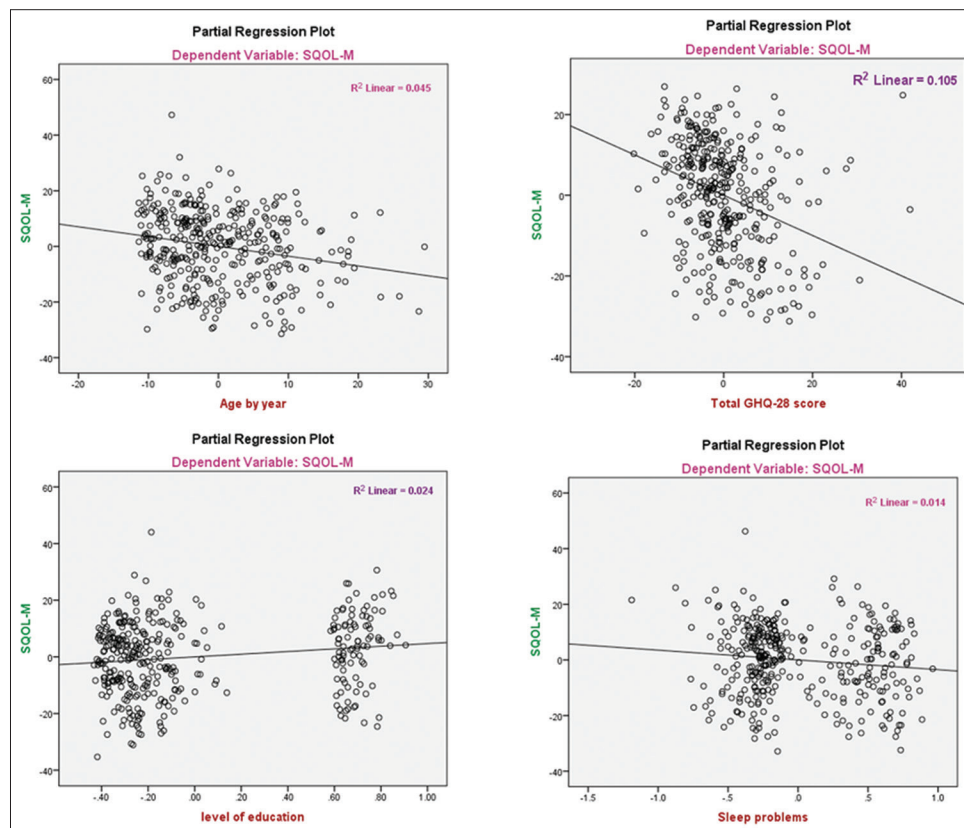 Partial Regression Plot
Dependent Variable: SQOL-M
R² Linear = 0.045
60
40
20
0
-20
-40
SQOL-M
-20
-10
0
10
20
30
Age by year
Partial Regression Plot
Dependent Variable: SQOL-M
R² Linear = 0.105
20
0
-20
-40
SQOL-M
-20
0
20
40
Total GHQ-28 score
Partial Regression Plot
Dependent Variable: SQOL-M
R² Linear = 0.024
60
40
20
0
-20
-40
SQOL-M
-.40
-.20
.00
.20
.40
.60
.80
1.00
level of education
Partial Regression Plot
Dependent Variable: SQOL-M
R² Linear = 0.014
60
40
20
0
-20
-40
SQOL-M
-1.5
-1.0
-.5
.0
.5
1.0
Sleep problems